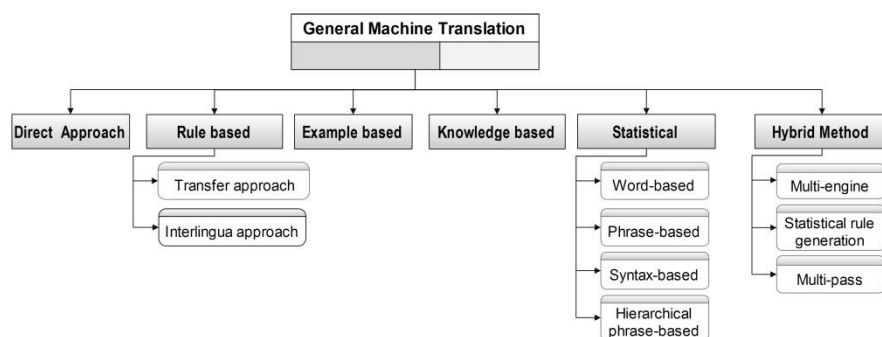 General Machine Translation
Direct Approach
Rule based
Example based
Knowledge based
Statistical
Hybrid Method
Transfer approach
Interlingua approach
Word-based
Phrase-based
Syntax-based
Hierarchical
phrase-based
Multi-engine
Statistical rule
generation
Multi-pass